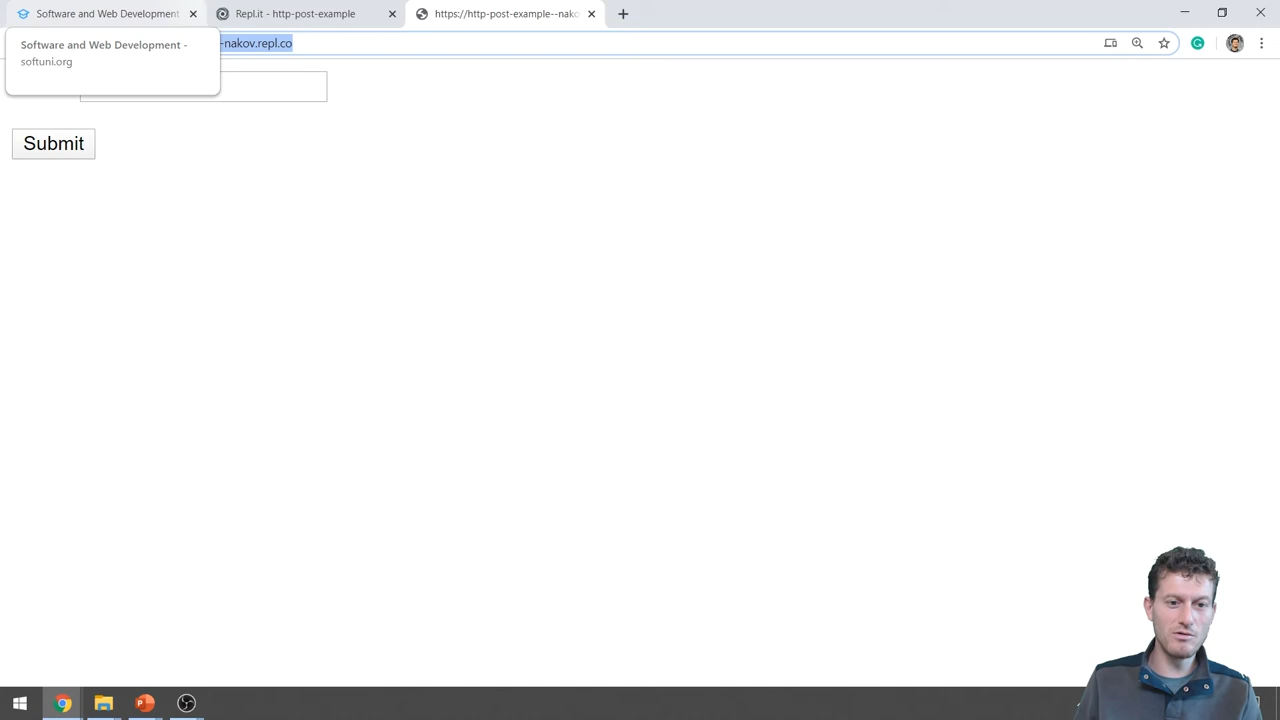 Software and Web Development
Repl.it - http-post-example
https://http-post-example--nako
Software and Web Development -
softuni.org
-nakov.repl.co
Submit